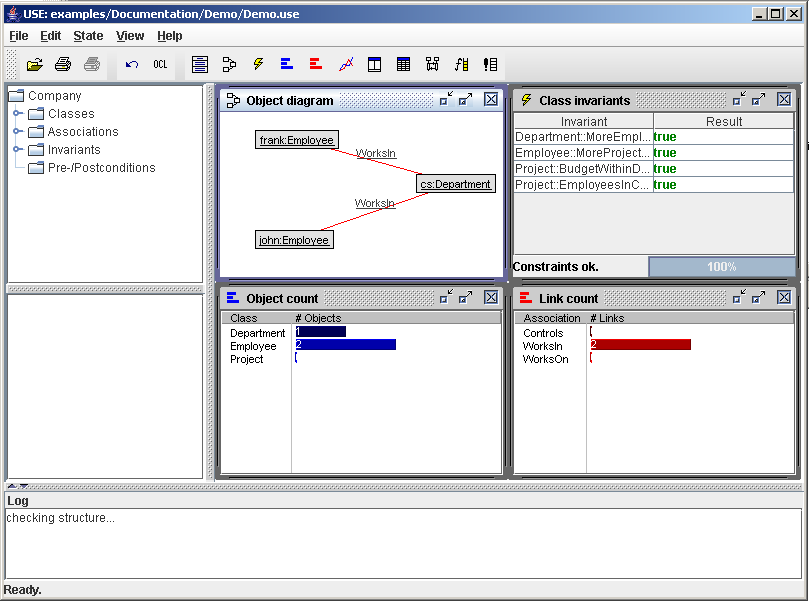 USE: examples/Documentation/Demo/Demo.use
File Edit State View Help
OCL
Company
Classes
Associations
Invariants
Pre-/Postconditions
Object diagram
frank:Employee
WorksIn
cs:Department
WorksIn
john:Employee
Class invariants
Invariant Result
Department::MoreEmpl... true
Employee::MoreProject... true
Project::BudgetWithinD... true
Project::EmployeesInC... true
Constraints ok. 100%
Object count
Class # Objects
Department 1
Employee 2
Project
Link count
Association # Links
Controls
WorksIn 2
WorksOn
Log
checking structure...
Ready.